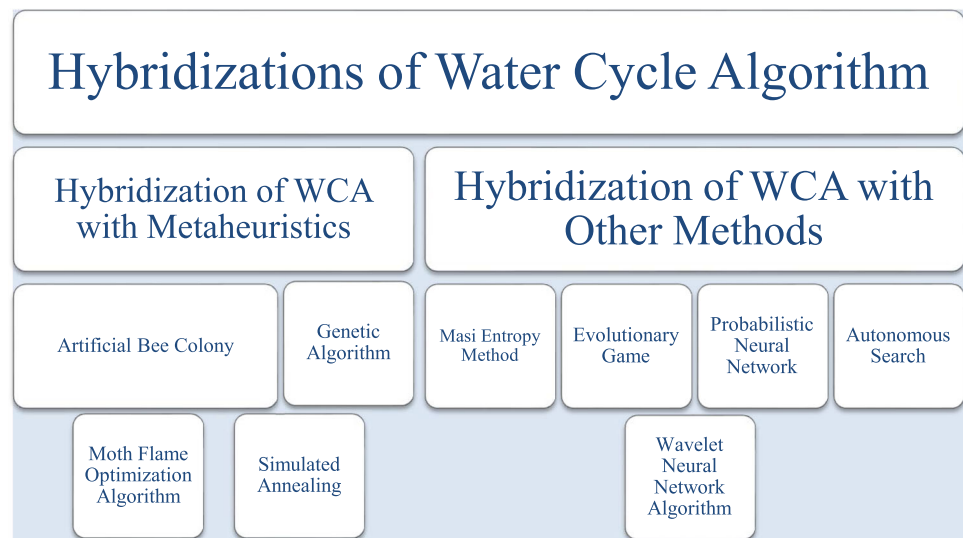 Hybridizations of Water Cycle Algorithm
Hybridization of WCA
with Metaheuristics
Hybridization of WCA with
Other Methods
Artificial Bee Colony
Genetic
Algorithm
Masi Entropy
Method
Evolutionary
Game
Probabilistic
Neural
Network
Autonomous
Search
Moth Flame
Optimization
Algorithm
Simulated
Annealing
Wavelet
Neural
Network
Algorithm